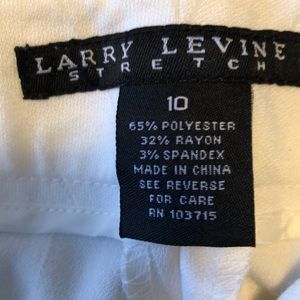 LARRY LEVINE
STRETCH
10
65% POLYESTER
32% RAYON
3% SPANDEX
MADE IN CHINA
SEE REVERSE
FOR CARE
RN 103715